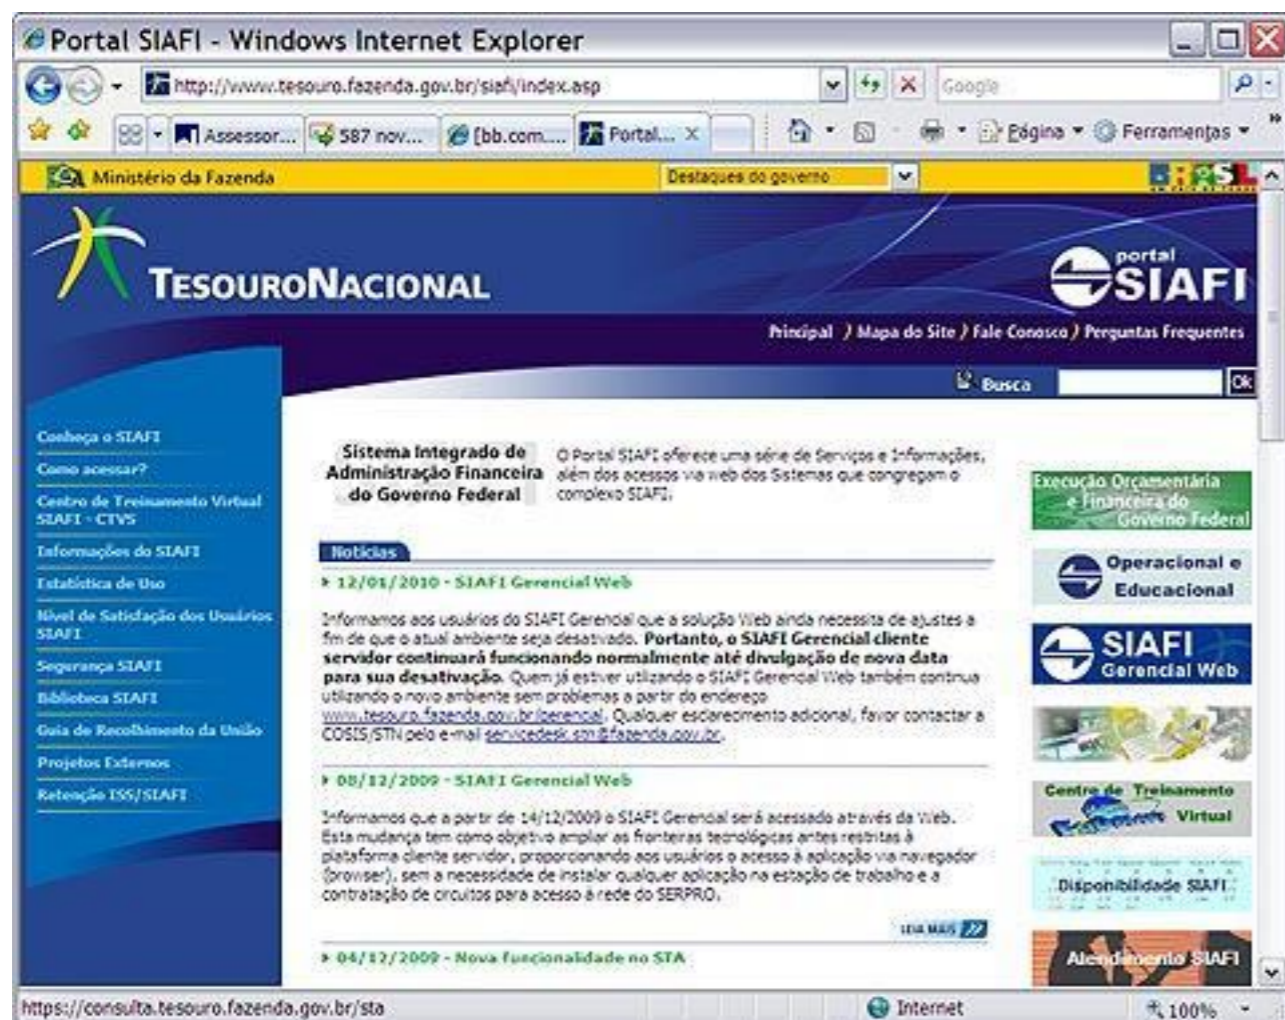 Portal SIAFI - Windows Internet Explorer
http://www.tesouro.fazenda.gov.br/siafi/index.asp
Google
Assessor...
587 nov...
[bb.com....
Portal...
Página
Ferramentas
Ministério da Fazenda
Destaques do governo
BRASIL
TESOURONACIONAL
portal
SIAFI
Principal
Mapa do Site
Fale Conosco
Perguntas Frequentes
Busca
Ok
Conheça o SIAFI
Como acessar?
Centro de Treinamento Virtual
SIAFI - CTVS
Informações do SIAFI
Estatística de Uso
Nível de Satisfação dos Usuários
SIAFI
Segurança SIAFI
Biblioteca SIAFI
Guia de Recolhimento da União
Projetos Externos
Retenção ISS/SIAFI
Sistema Integrado de
Administração Financeira
do Governo Federal
O Portal SIAFI oferece uma série de Serviços e Informações,
além dos acessos via web dos Sistemas que congregam o
complexo SIAFI.
Notícias
12/01/2010 - SIAFI Gerencial Web
Informamos aos usuários do SIAFI Gerencial que a solução Web ainda necessita de ajustes a
fim de que o atual ambiente seja desativado. Portanto, o SIAFI Gerencial cliente
servidor continuará funcionando normalmente até divulgação de nova data
para sua desativação. Quem já estiver utilizando o SIAFI Gerencial Web também continua
utilizando o novo ambiente sem problemas a partir do endereço
www.tesouro.fazenda.gov.br/gerencial. Qualquer esclarecimento adicional, favor contactar a
COSIS/STN pelo e-mail servicedesk.stn@fazenda.gov.br.
08/12/2009 - SIAFI Gerencial Web
Informamos que a partir de 14/12/2009 o SIAFI Gerencial será acessado através da Web.
Esta mudança tem como objetivo ampliar as fronteiras tecnológicas antes restritas à
plataforma cliente servidor, proporcionando aos usuários o acesso à aplicação via navegador
(browser), sem a necessidade de instalar qualquer aplicação na estação de trabalho e a
contratação de circuitos para acesso à rede do SERPRO.
LEIA MAIS
04/12/2009 - Nova funcionalidade no STA
Execução Orçamentária
e Financeira do
Governo Federal
Operacional e
Educacional
SIAFI
Gerencial Web
Centro de Treinamento
Virtual
Disponibilidade SIAFI
Atendimento SIAFI
https://consulta.tesouro.fazenda.gov.br/sta
Internet
100%